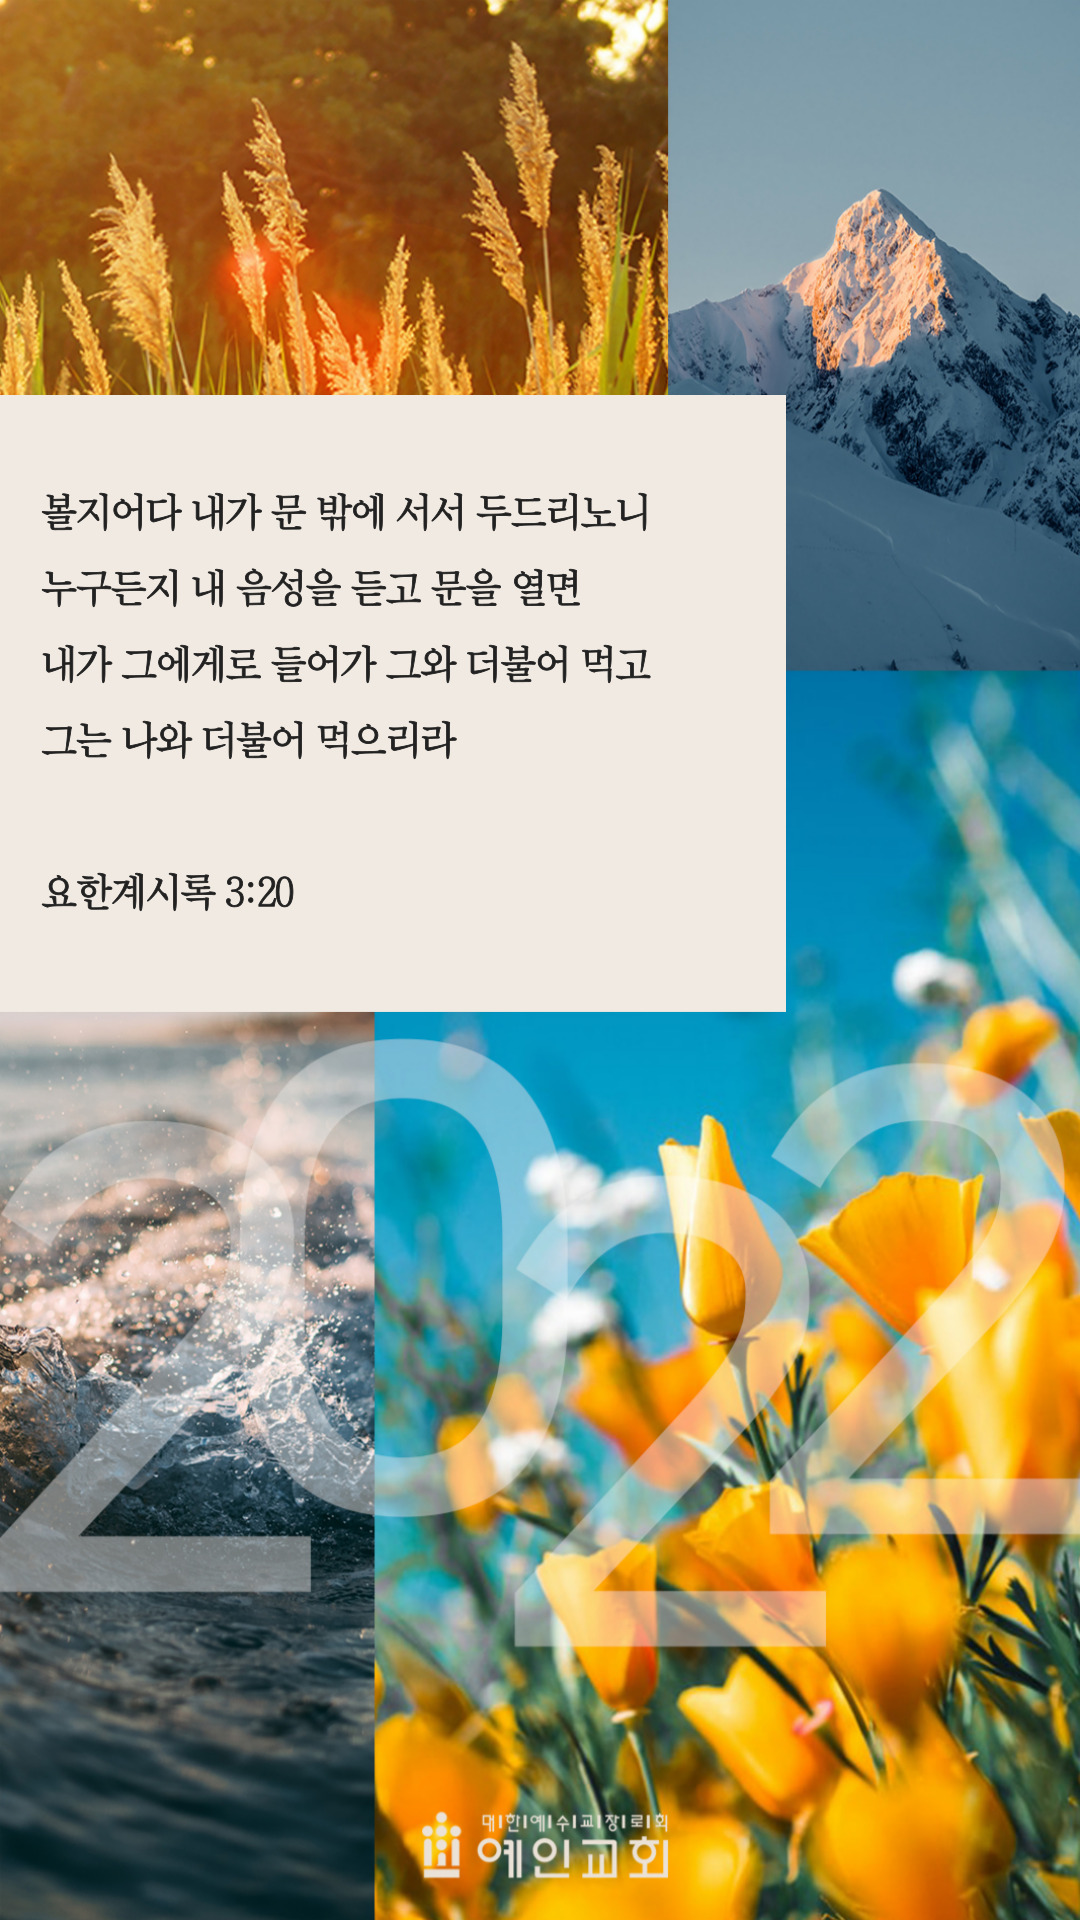 볼지어다 내가 문 밖에 서서 두드리노니
누구든지 내 음성을 듣고 문을 열면
내가 그에게로 들어가 그와 더불어 먹고
그는 나와 더불어 먹으리라
요한계시록 3:20
2022
대한예수교장로회
예인교회